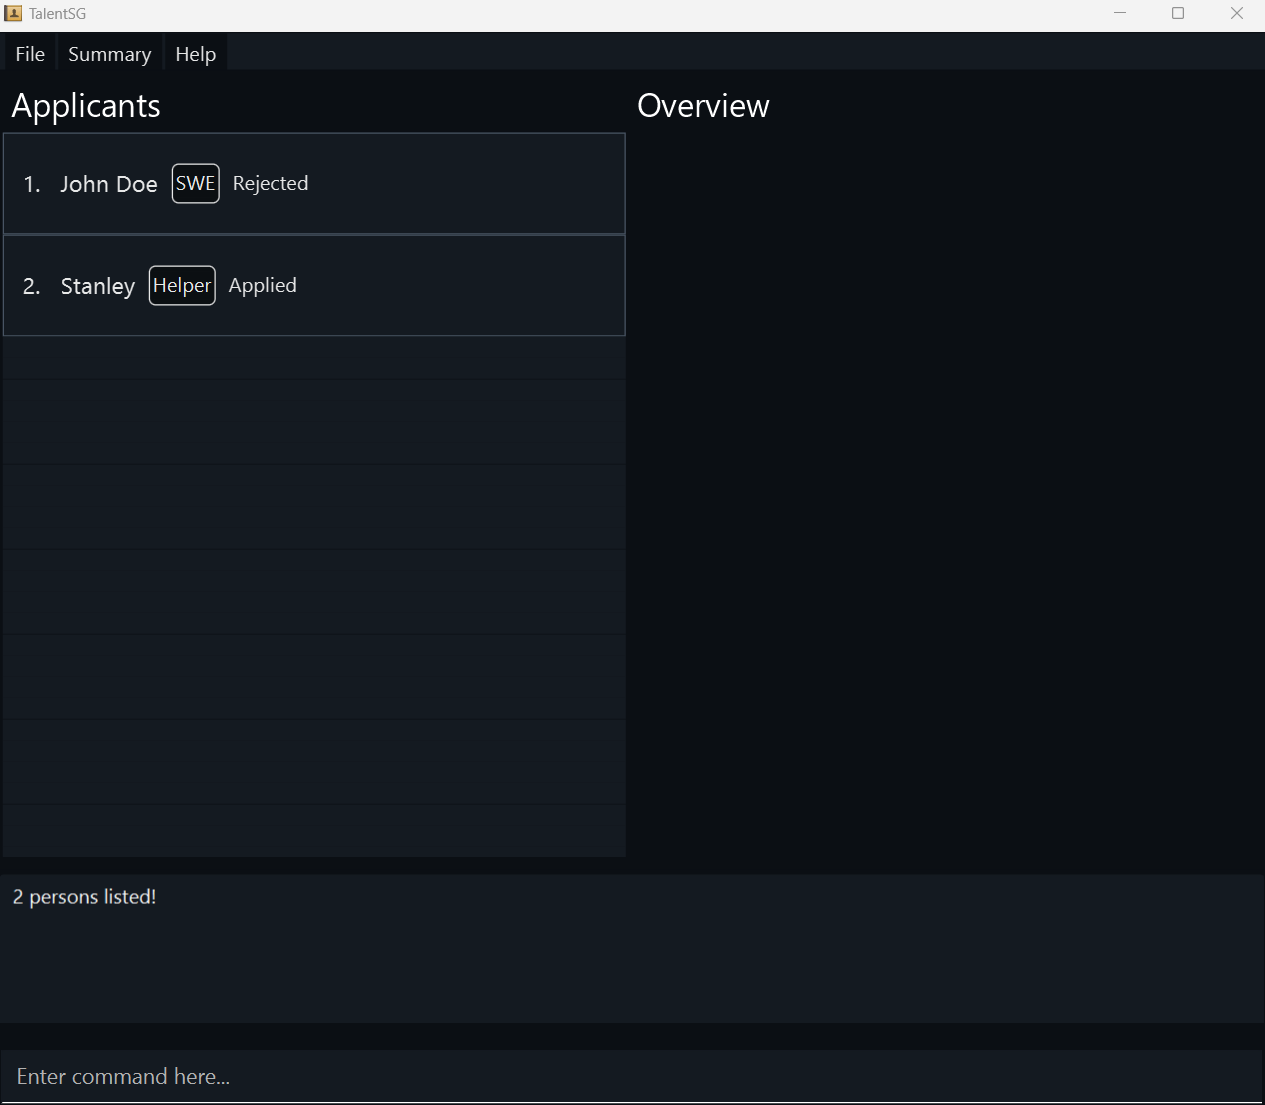 TalentSG
File Summary Help
Applicants
Overview
1. John Doe SWE Rejected
2. Stanley Helper Applied
2 persons listed!
Enter command here...